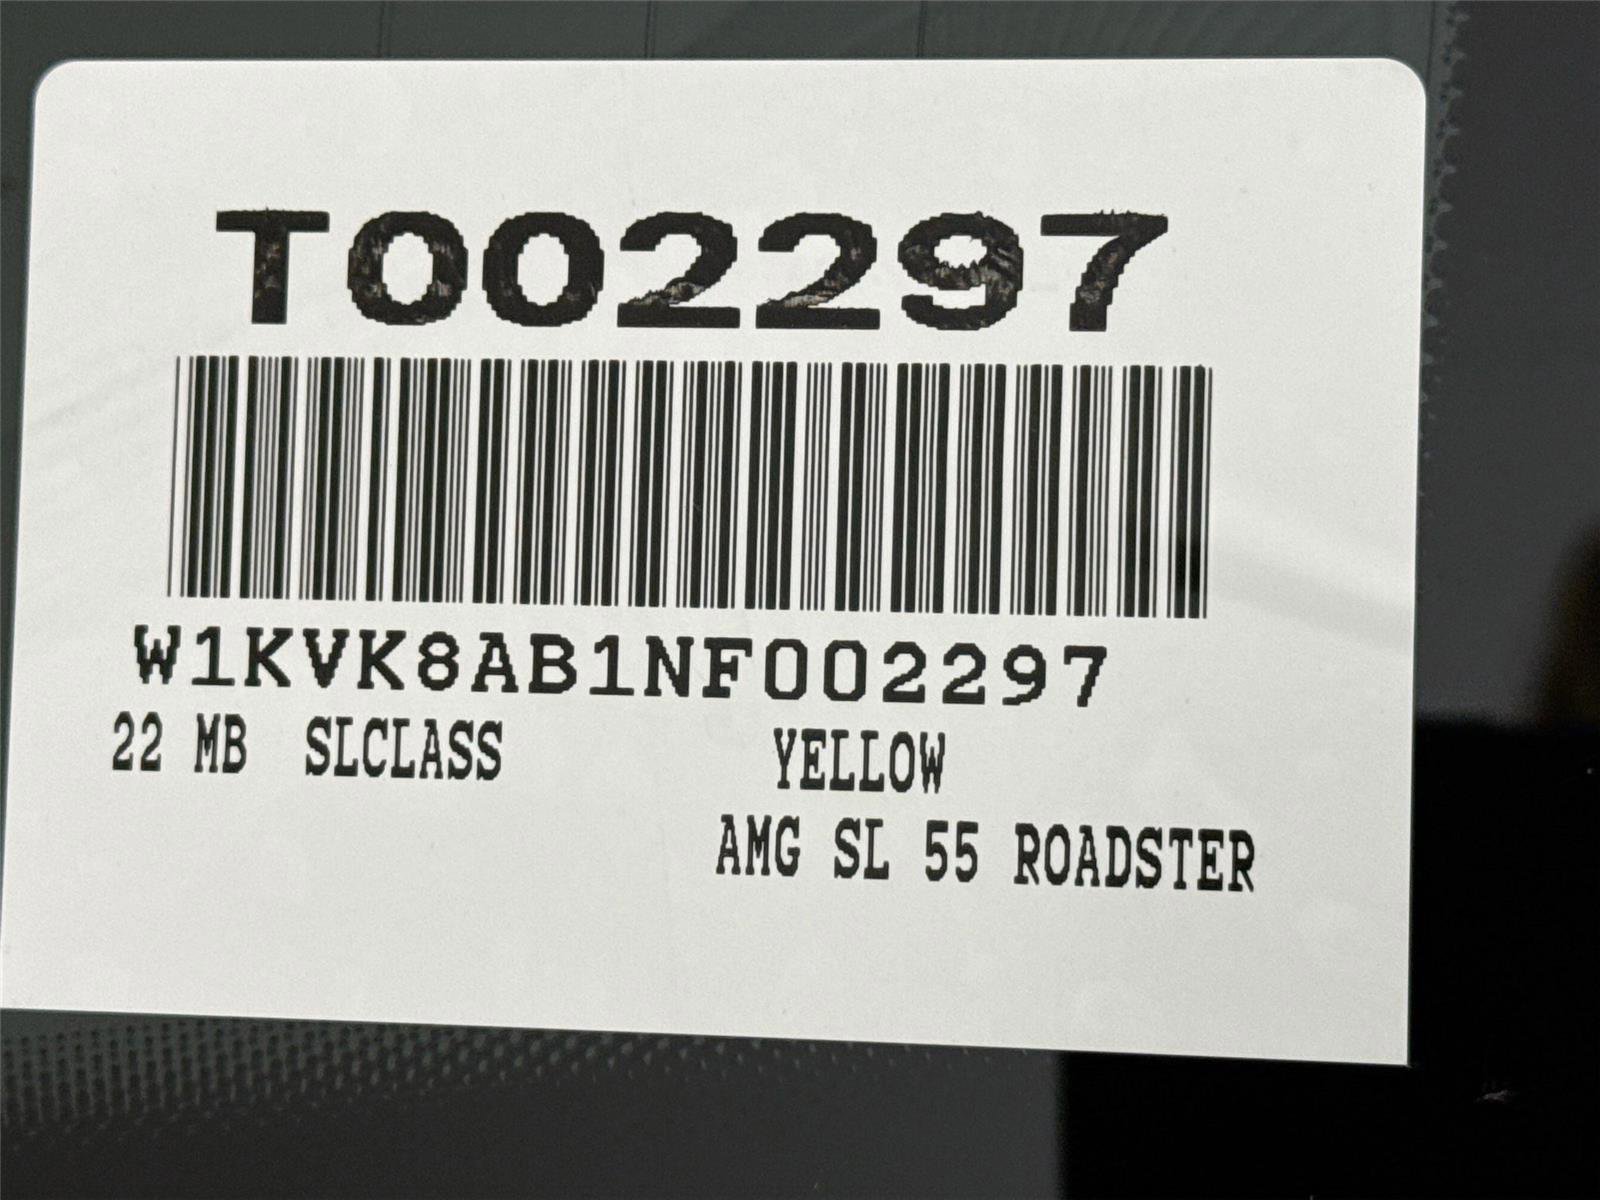 T002297
W1KVK8AB1NF002297
22 MB SLCLASS YELLOW
AMG SL 55 ROADSTER